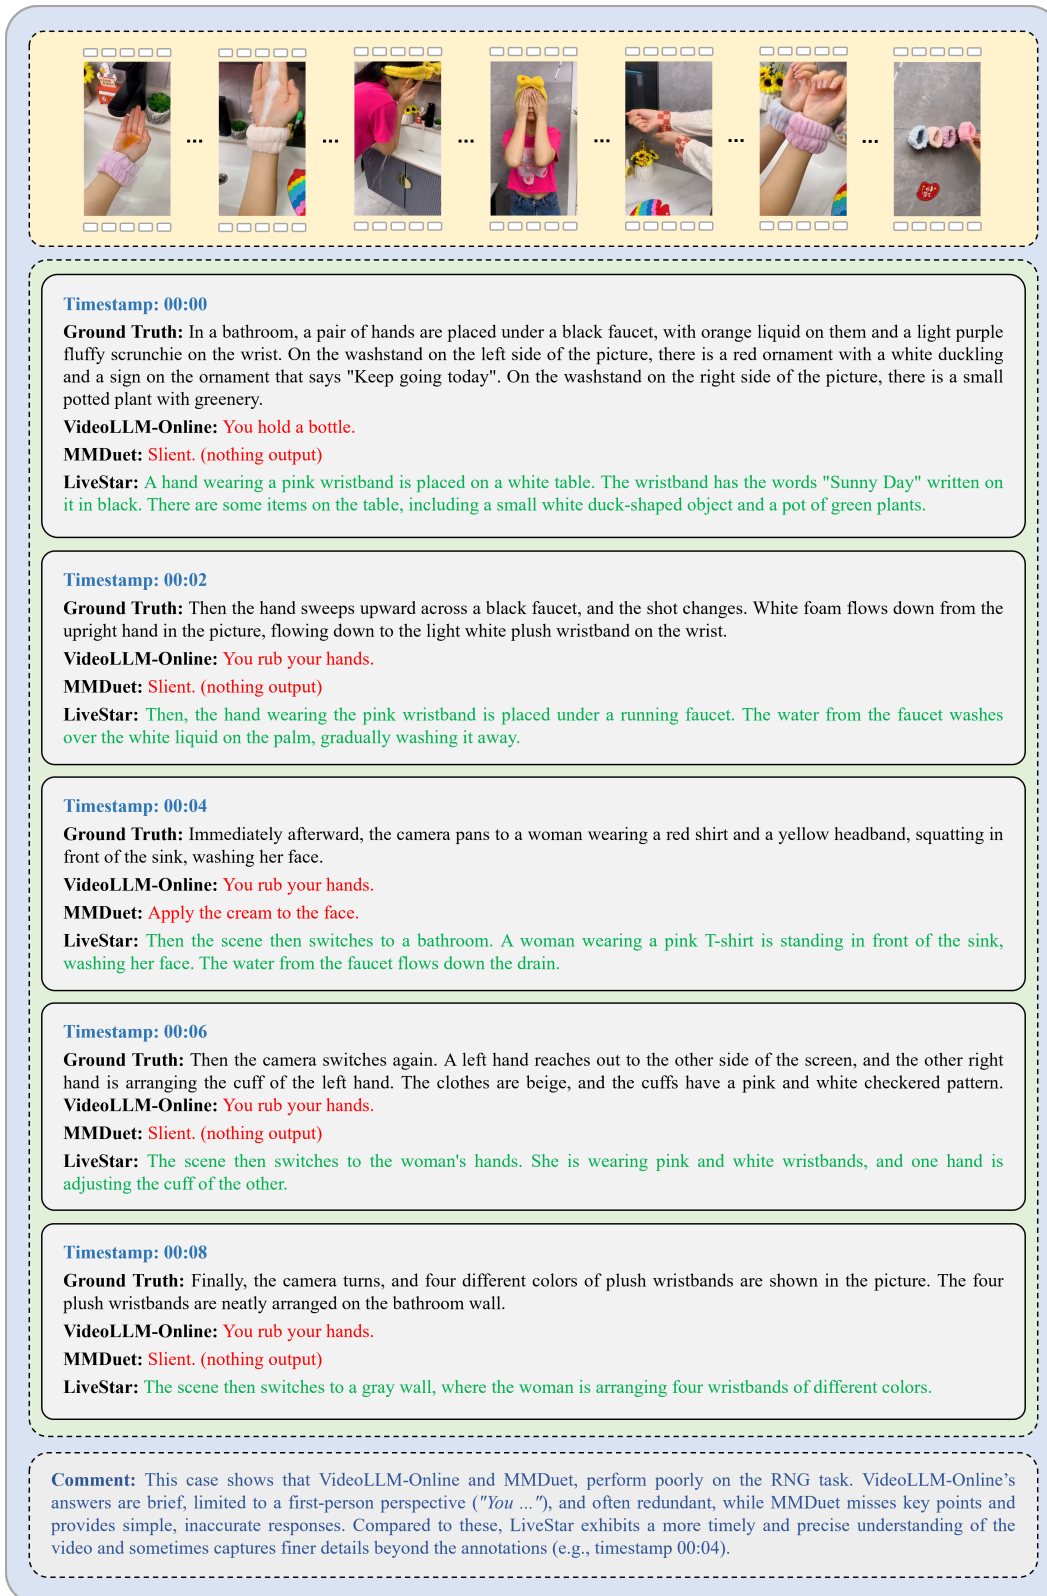 ...
...
...
...
...
...
Timestamp: 00:00
Ground Truth: In a bathroom, a pair of hands are placed under a black faucet, with orange liquid on them and a light purple
fluffy scrunchie on the wrist. On the washstand on the left side of the picture, there is a red ornament with a white duckling
and a sign on the ornament that says "Keep going today". On the washstand on the right side of the picture, there is a small
potted plant with greenery.
VideoLLM-Online: You hold a bottle.
MMDuet: Slient. (nothing output)
LiveStar: A hand wearing a pink wristband is placed on a white table. The wristband has the words "Sunny Day" written on
it in black. There are some items on the table, including a small white duck-shaped object and a pot of green plants.
Timestamp: 00:02
Ground Truth: Then the hand sweeps upward across a black faucet, and the shot changes. White foam flows down from the
upright hand in the picture, flowing down to the light white plush wristband on the wrist.
VideoLLM-Online: You rub your hands.
MMDuet: Slient. (nothing output)
LiveStar: Then, the hand wearing the pink wristband is placed under a running faucet. The water from the faucet washes
over the white liquid on the palm, gradually washing it away.
Timestamp: 00:04
Ground Truth: Immediately afterward, the camera pans to a woman wearing a red shirt and a yellow headband, squatting in
front of the sink, washing her face.
VideoLLM-Online: You rub your hands.
MMDuet: Apply the cream to the face.
LiveStar: Then the scene then switches to a bathroom. A woman wearing a pink T-shirt is standing in front of the sink,
washing her face. The water from the faucet flows down the drain.
Timestamp: 00:06
Ground Truth: Then the camera switches again. A left hand reaches out to the other side of the screen, and the other right
hand is arranging the cuff of the left hand. The clothes are beige, and the cuffs have a pink and white checkered pattern.
VideoLLM-Online: You rub your hands.
MMDuet: Slient. (nothing output)
LiveStar: The scene then switches to the woman's hands. She is wearing pink and white wristbands, and one hand is
adjusting the cuff of the other.
Timestamp: 00:08
Ground Truth: Finally, the camera turns, and four different colors of plush wristbands are shown in the picture. The four
plush wristbands are neatly arranged on the bathroom wall.
VideoLLM-Online: You rub your hands.
MMDuet: Slient. (nothing output)
LiveStar: The scene then switches to a gray wall, where the woman is arranging four wristbands of different colors.
Comment: This case shows that VideoLLM-Online and MMDuet, perform poorly on the RNG task. VideoLLM-Online's
answers are brief, limited to a first-person perspective ("You ..."), and often redundant, while MMDuet misses key points and
provides simple, inaccurate responses. Compared to these, LiveStar exhibits a more timely and precise understanding of the
video and sometimes captures finer details beyond the annotations (e.g., timestamp 00:04).